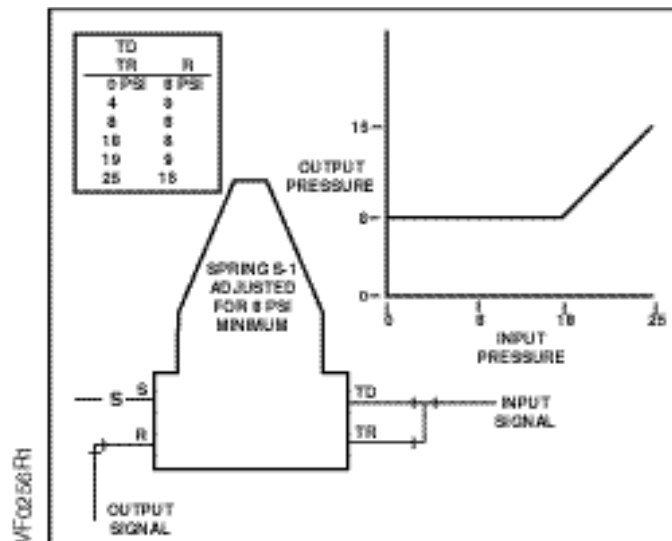 TD
TR R
0 PSI 8 PSI
4 8
8 8
18 8
19 9
25 15
15
OUTPUT
PRESSURE
8
0
0 8 18 25
INPUT
PRESSURE
SPRING S-1
ADJUSTED
FOR 8 PSI
MINIMUM
S S
R
TD
TR
INPUT
SIGNAL
OUTPUT
SIGNAL